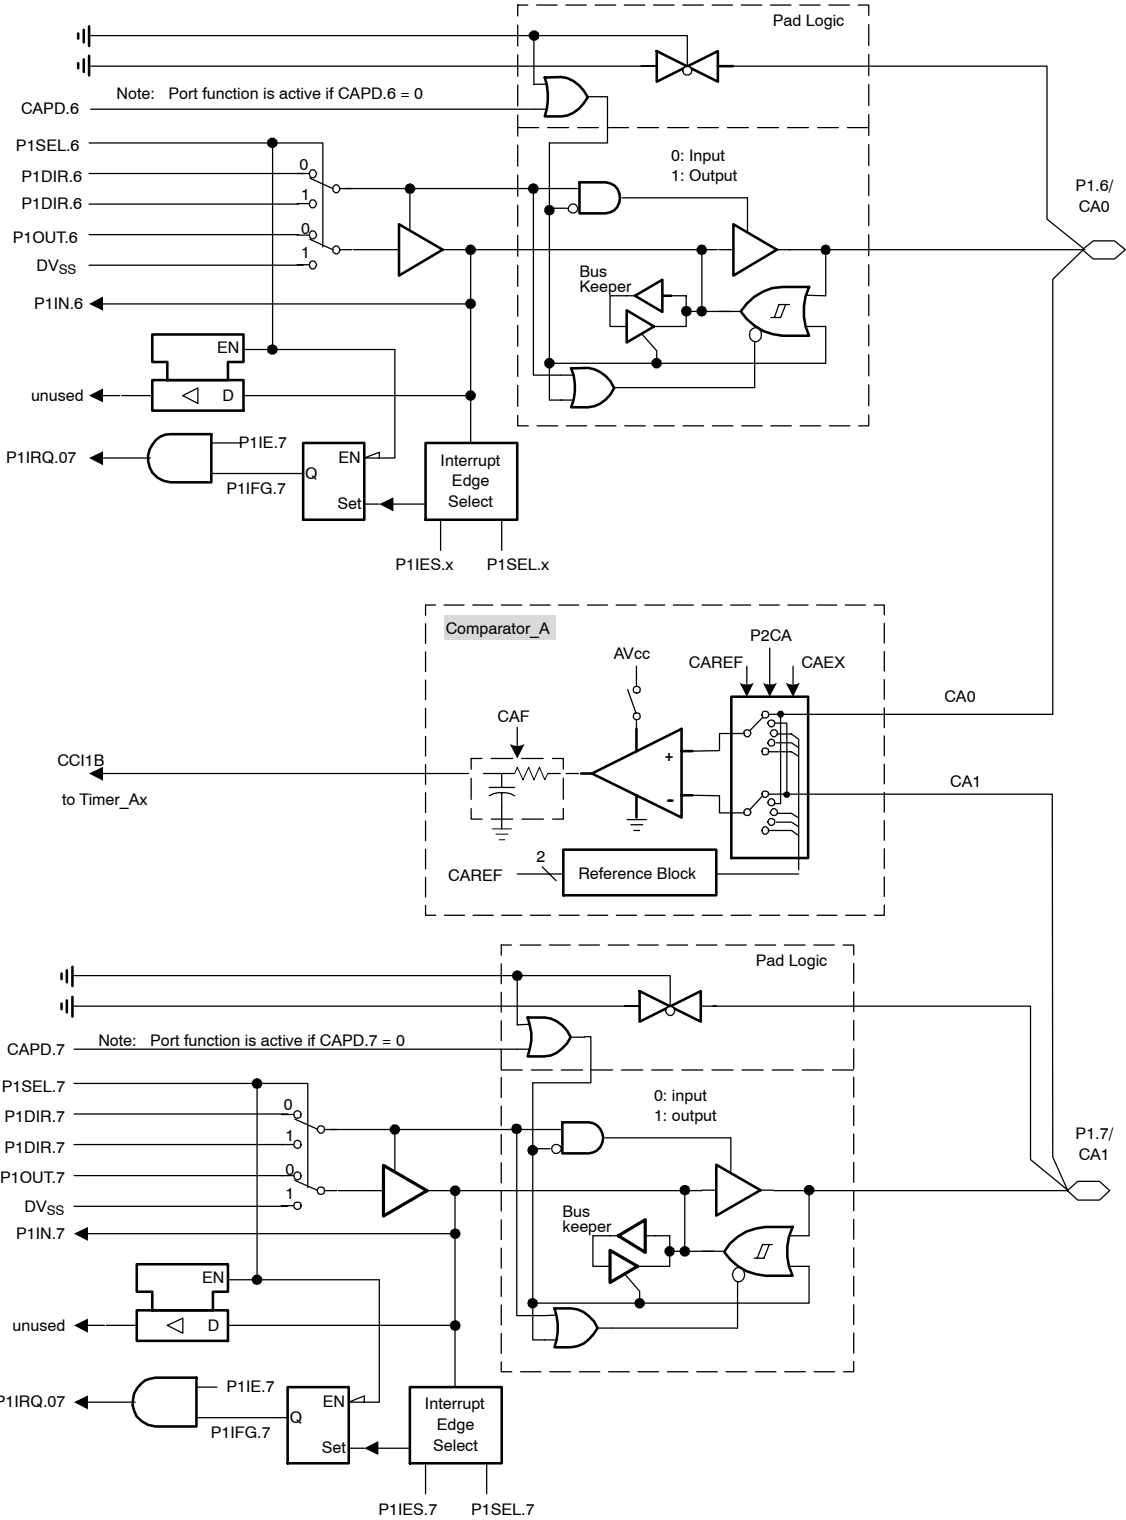 Pad Logic
Note: Port function is active if CAPD.6 = 0
CAPD.6
P1SEL.6
0
P1DIR.6
P1DIR.6
1
0: Input
1: Output
P1.6/
CA0
P1OUT.6
0
DVSS
1
P1IN.6
Bus
Keeper
EN
unused
D
P1IRQ.07
P1IE.7
P1IFG.7
EN
Q
Set
Interrupt
Edge
Select
P1IES.x
P1SEL.x
Comparator_A
P2CA
AVcc
CAREF
CAEX
CA0
CAF
+
CCI1B
to Timer_Ax
CA1
-
CAREF
2
Reference Block
Pad Logic
Note: Port function is active if CAPD.7 = 0
CAPD.7
P1SEL.7
0
P1DIR.7
P1DIR.7
1
0: input
1: output
P1.7/
CA1
P1OUT.7
0
DVSS
1
P1IN.7
Bus
keeper
EN
unused
D
P1IRQ.07
P1IE.7
P1IFG.7
EN
Q
Set
Interrupt
Edge
Select
P1IES.7
P1SEL.7